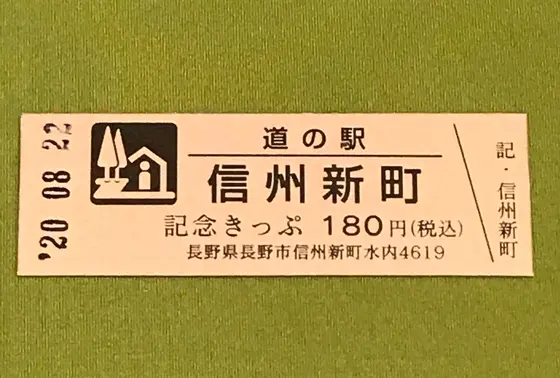 '20 08 22
道の駅
信州新町
記念きっぷ 180円(税込)
長野県長野市信州新町水内4619
記・信州新町